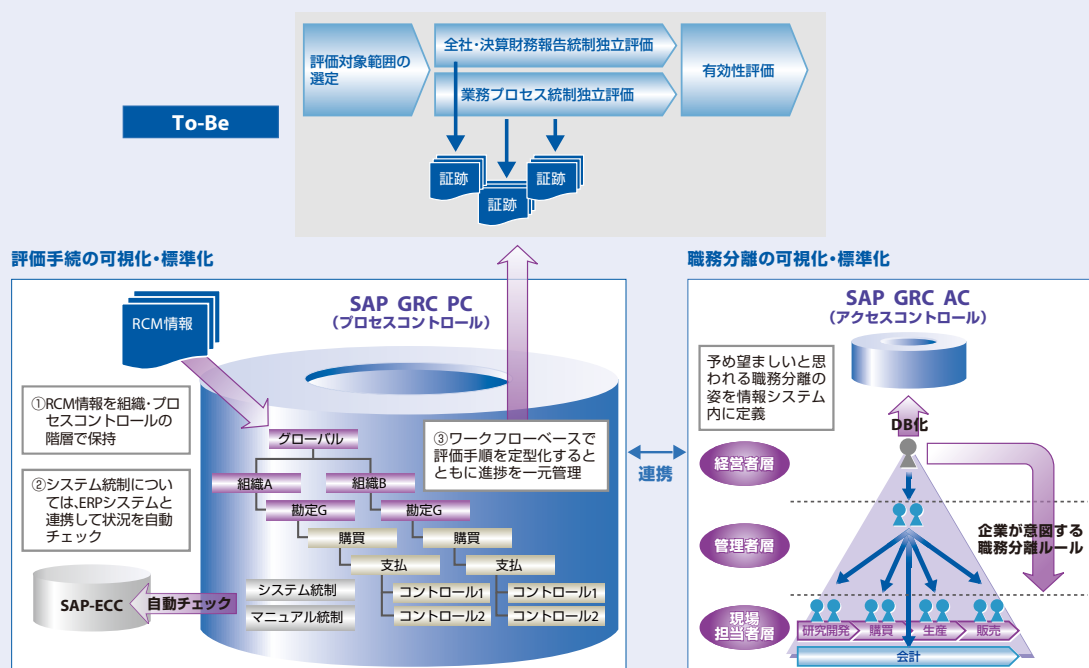 評価対象範囲の
選定
全社・決算財務報告統制独立評価
業務プロセス統制独立評価
有効性評価
To-Be
証跡
証跡
証跡
評価手続の可視化・標準化
RCM情報
SAP GRC PC
（プロセスコントロール）
①RCM情報を組織・プロ
セスコントロールの
階層で保持
②システム統制につい
ては、ERPシステムと
連携して状況を自動
チェック
③ワークフローベースで
評価手順を定型化すると
ともに進捗を一元管理
グローバル
組織A
組織B
勘定G
勘定G
購買
購買
支払
支払
システム統制
マニュアル統制
コントロール1
コントロール2
コントロール1
コントロール2
SAP-ECC
自動チェック
連携
職務分離の可視化・標準化
SAP GRC AC
（アクセスコントロール）
予め望ましいと思
われる職務分離の
姿を情報システム
内に定義
DB化
経営者層
管理者層
現場
担当者層
企業が意図する
職務分離ルール
研究開発
購買
生産
販売
会計